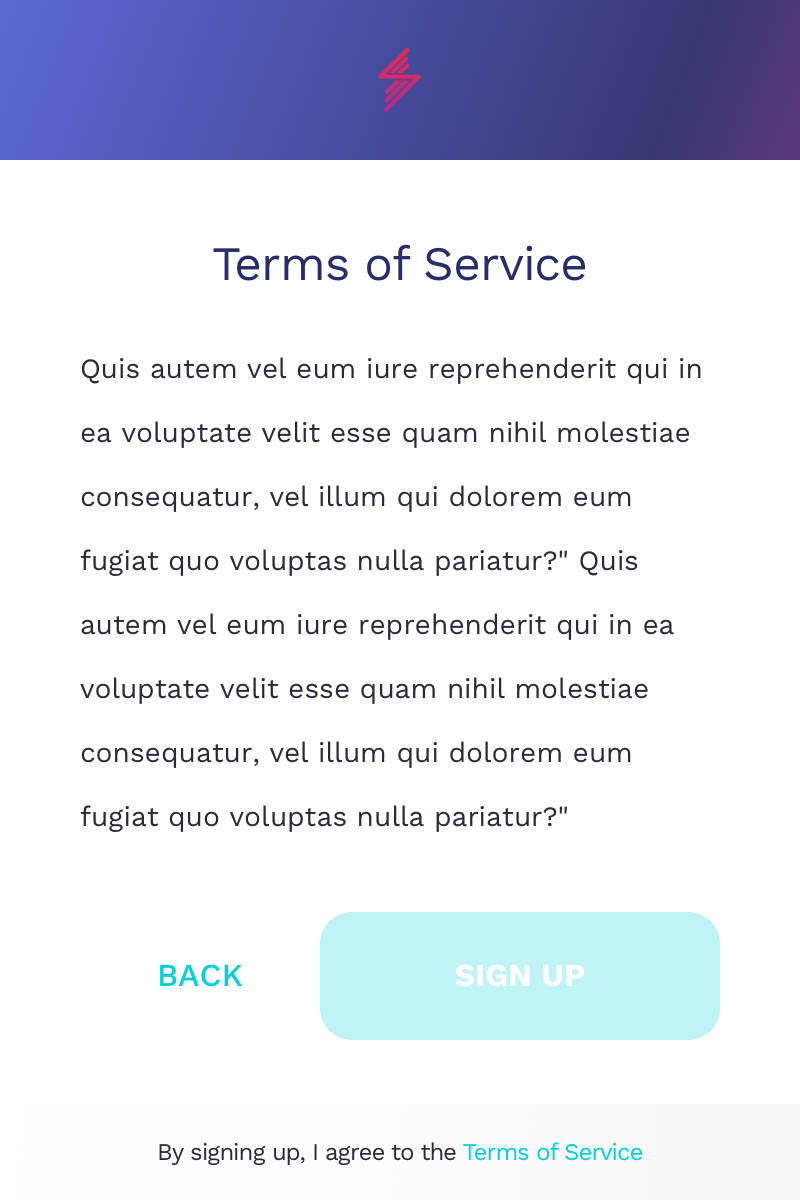 Terms of Service
Quis autem vel eum iure reprehenderit qui in
ea voluptate velit esse quam nihil molestiae
consequatur, vel illum qui dolorem eum
fugiat quo voluptas nulla pariatur?" Quis
autem vel eum iure reprehenderit qui in ea
voluptate velit esse quam nihil molestiae
consequatur, vel illum qui dolorem eum
fugiat quo voluptas nulla pariatur?"
BACK
SIGN UP
By signing up, I agree to the Terms of Service